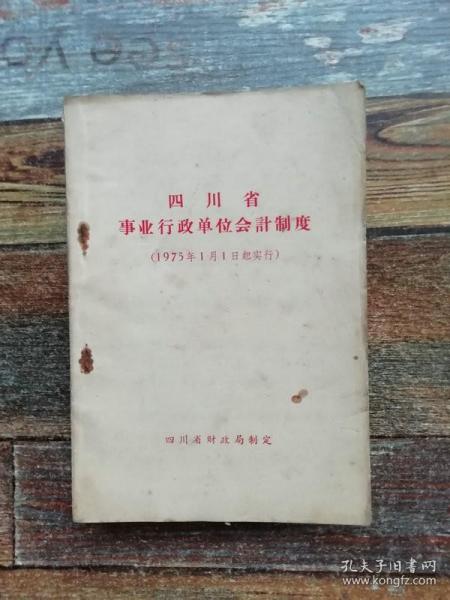 四川省
事业行政单位会計制度
(1975年1月1日起实行)
四川省财政局制定
孔夫子旧书网
www.kongfz.com